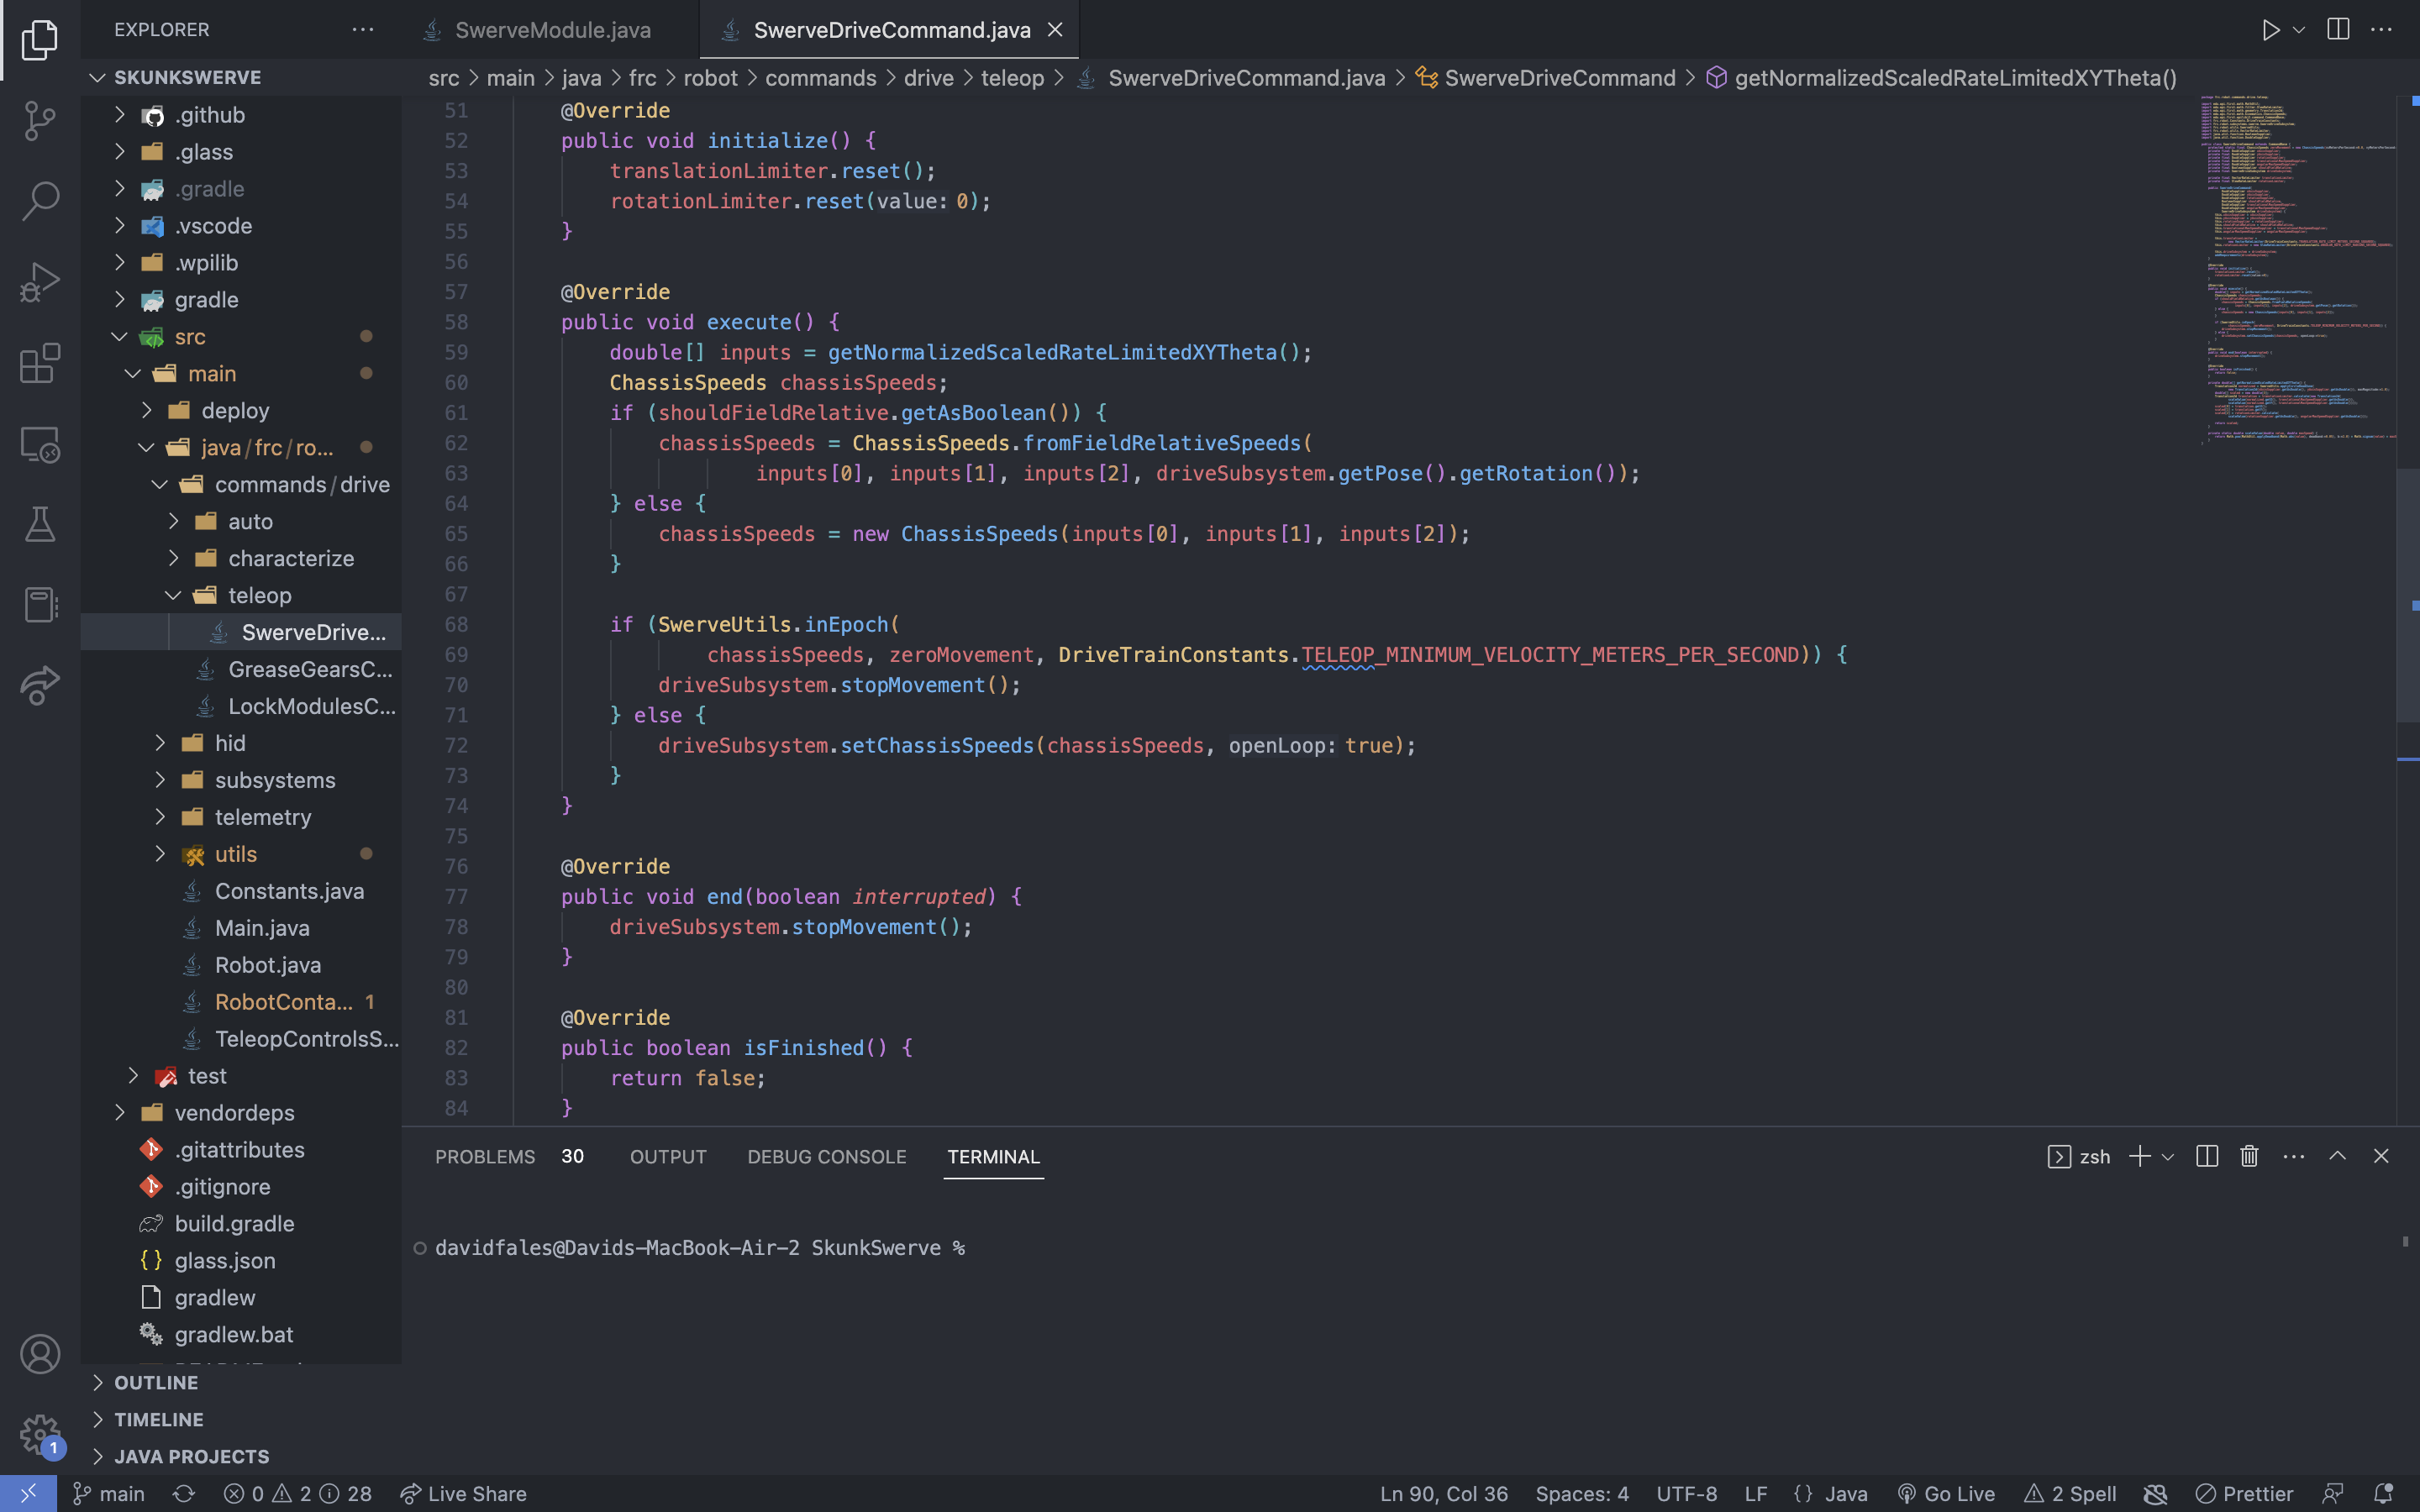 EXPLORER
SwerveModule.java
SwerveDriveCommand.java
SKUNKSWERVE
src > main > java > frc > robot > commands > drive > teleop > SwerveDriveCommand.java > SwerveDriveCommand > getNormalizedScaledRateLimitedXYTheta()
.github
.glass
.gradle
.vscode
.wpilib
gradle
src
main
deploy
java/frc/ro...
commands/drive
auto
characterize
teleop
SwerveDrive...
GreaseGearsC...
LockModulesC...
hid
subsystems
telemetry
utils
Constants.java
Main.java
Robot.java
RobotConta... 1
TeleopControlsS...
test
vendordeps
.gitattributes
.gitignore
build.gradle
glass.json
gradlew
gradlew.bat
OUTLINE
TIMELINE
JAVA PROJECTS
51 @Override
52 public void initialize() {
53 translationLimiter.reset();
54 rotationLimiter.reset(value: 0);
55 }
56
57 @Override
58 public void execute() {
59 double[] inputs = getNormalizedScaledRateLimitedXYTheta();
60 ChassisSpeeds chassisSpeeds;
61 if (shouldFieldRelative.getAsBoolean()) {
62 chassisSpeeds = ChassisSpeeds.fromFieldRelativeSpeeds(
63 inputs[0], inputs[1], inputs[2], driveSubsystem.getPose().getRotation());
64 } else {
65 chassisSpeeds = new ChassisSpeeds(inputs[0], inputs[1], inputs[2]);
66 }
67
68 if (SwerveUtils.inEpoch(
69 chassisSpeeds, zeroMovement, DriveTrainConstants.TELEOP_MINIMUM_VELOCITY_METERS_PER_SECOND)) {
70 driveSubsystem.stopMovement();
71 } else {
72 driveSubsystem.setChassisSpeeds(chassisSpeeds, openLoop: true);
73 }
74 }
75
76 @Override
77 public void end(boolean interrupted) {
78 driveSubsystem.stopMovement();
79 }
80
81 @Override
82 public boolean isFinished() {
83 return false;
84 }
PROBLEMS 30 OUTPUT DEBUG CONSOLE TERMINAL
zsh
davidfales@Davids-MacBook-Air-2 SkunkSwerve %
1
main 0 2 28 Live Share
Ln 90, Col 36 Spaces: 4 UTF-8 LF {} Java Go Live 2 Spell Prettier